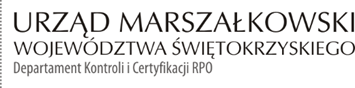 URZĄD MARSZAŁKOWSKI
WOJEWÓDZTWA ŚWIĘTOKRZYSKIEGO
Departament Kontroli i Certyfikacji RPO